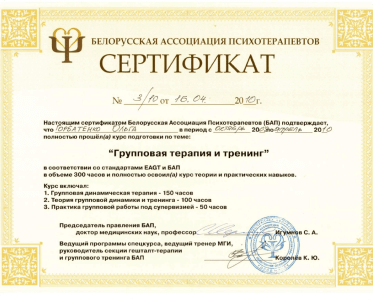 БЕЛОРУССКАЯ АССОЦИАЦИЯ ПСИХОТЕРАПЕВТОВ
СЕРТИФИКАТ
№ 3/10 от 16.04 2010г.
Настоящим сертификатом Белорусская Ассоциация Психотерапевтов (БАП) подтверждает,
что Горбатенко Ольга в период с октябрь 20 по апрель 2010
полностью прошёл(а) курс подготовки по теме:
"Групповая терапия и тренинг"
в соответствии со стандартами EAGT и БАП
в объеме 300 часов и полностью освоил(а) курс теории и практических навыков.
Курс включал:
1. Групповая динамическая терапия - 150 часов
2. Теория групповой динамики и тренинга - 100 часов
3. Практика групповой работы под супервизией - 50 часов
Председатель правления БАП,
доктор медицинских наук, профессор Игумнов С. А.
Ведущий программы спецкурса, ведущий тренер МГИ,
руководитель секции гештальт-терапии
и группового тренинга БАП Королев К. Ю.